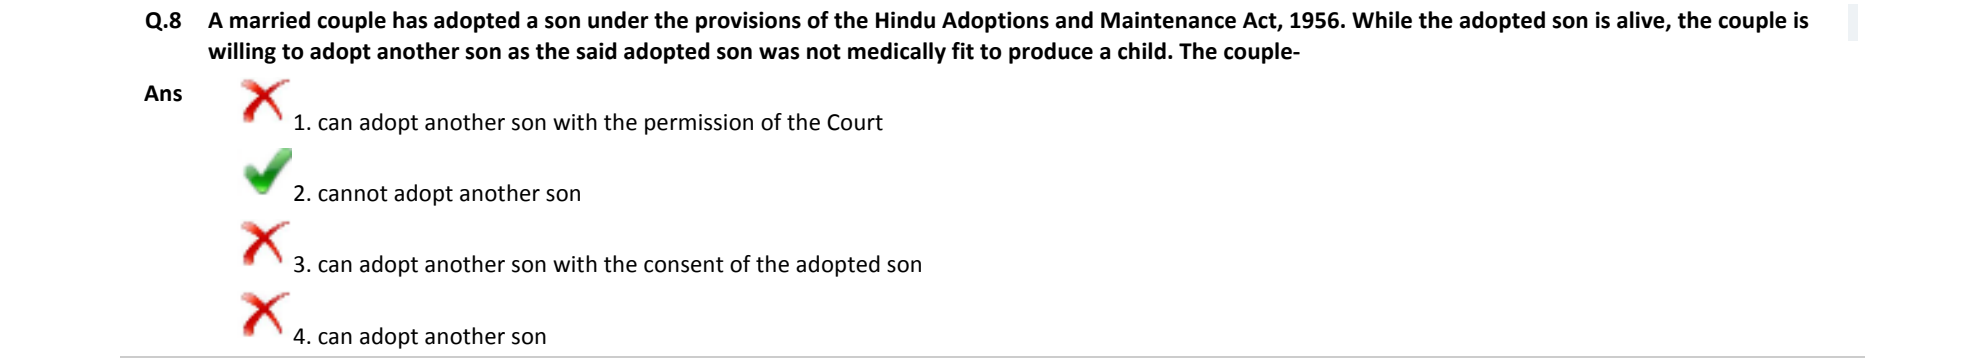 Q.8 A married couple has adopted a son under the provisions of the Hindu Adoptions and Maintenance Act, 1956. While the adopted son is alive, the couple is
willing to adopt another son as the said adopted son was not medically fit to produce a child. The couple-
Ans
1. can adopt another son with the permission of the Court
2. cannot adopt another son
3. can adopt another son with the consent of the adopted son
4. can adopt another son